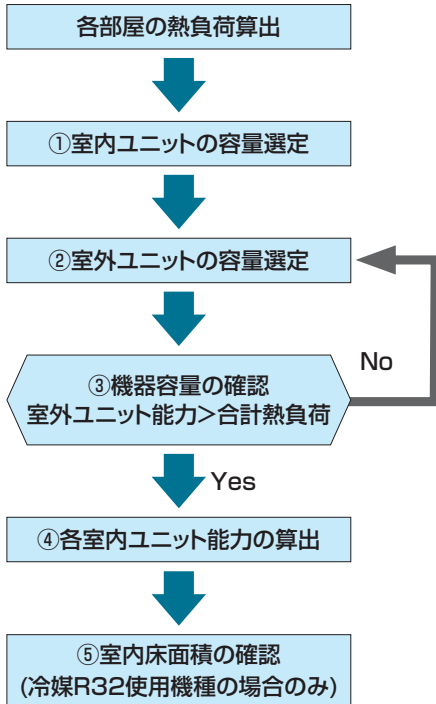 各部屋の熱負荷算出
①室内ユニットの容量選定
②室外ユニットの容量選定
No
③機器容量の確認
室外ユニット能力>合計熱負荷
Yes
④各室内ユニット能力の算出
⑤室内床面積の確認
(冷媒R32使用機種の場合のみ)